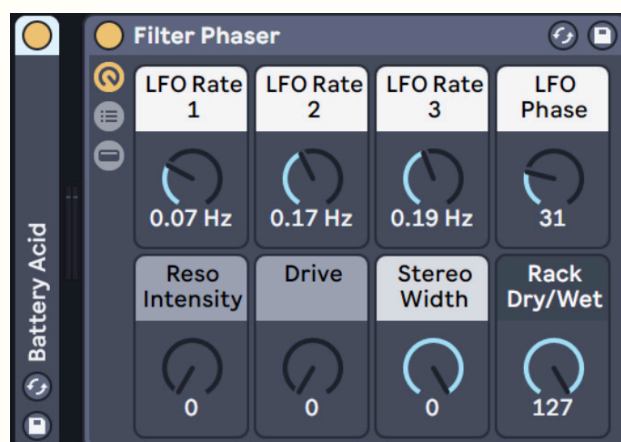 Battery Acid
Filter Phaser
LFO Rate
1
LFO Rate
2
LFO Rate
3
LFO
Phase
0.07 Hz
0.17 Hz
0.19 Hz
31
Reso
Intensity
Drive
Stereo
Width
Rack
Dry/Wet
0
0
0
127